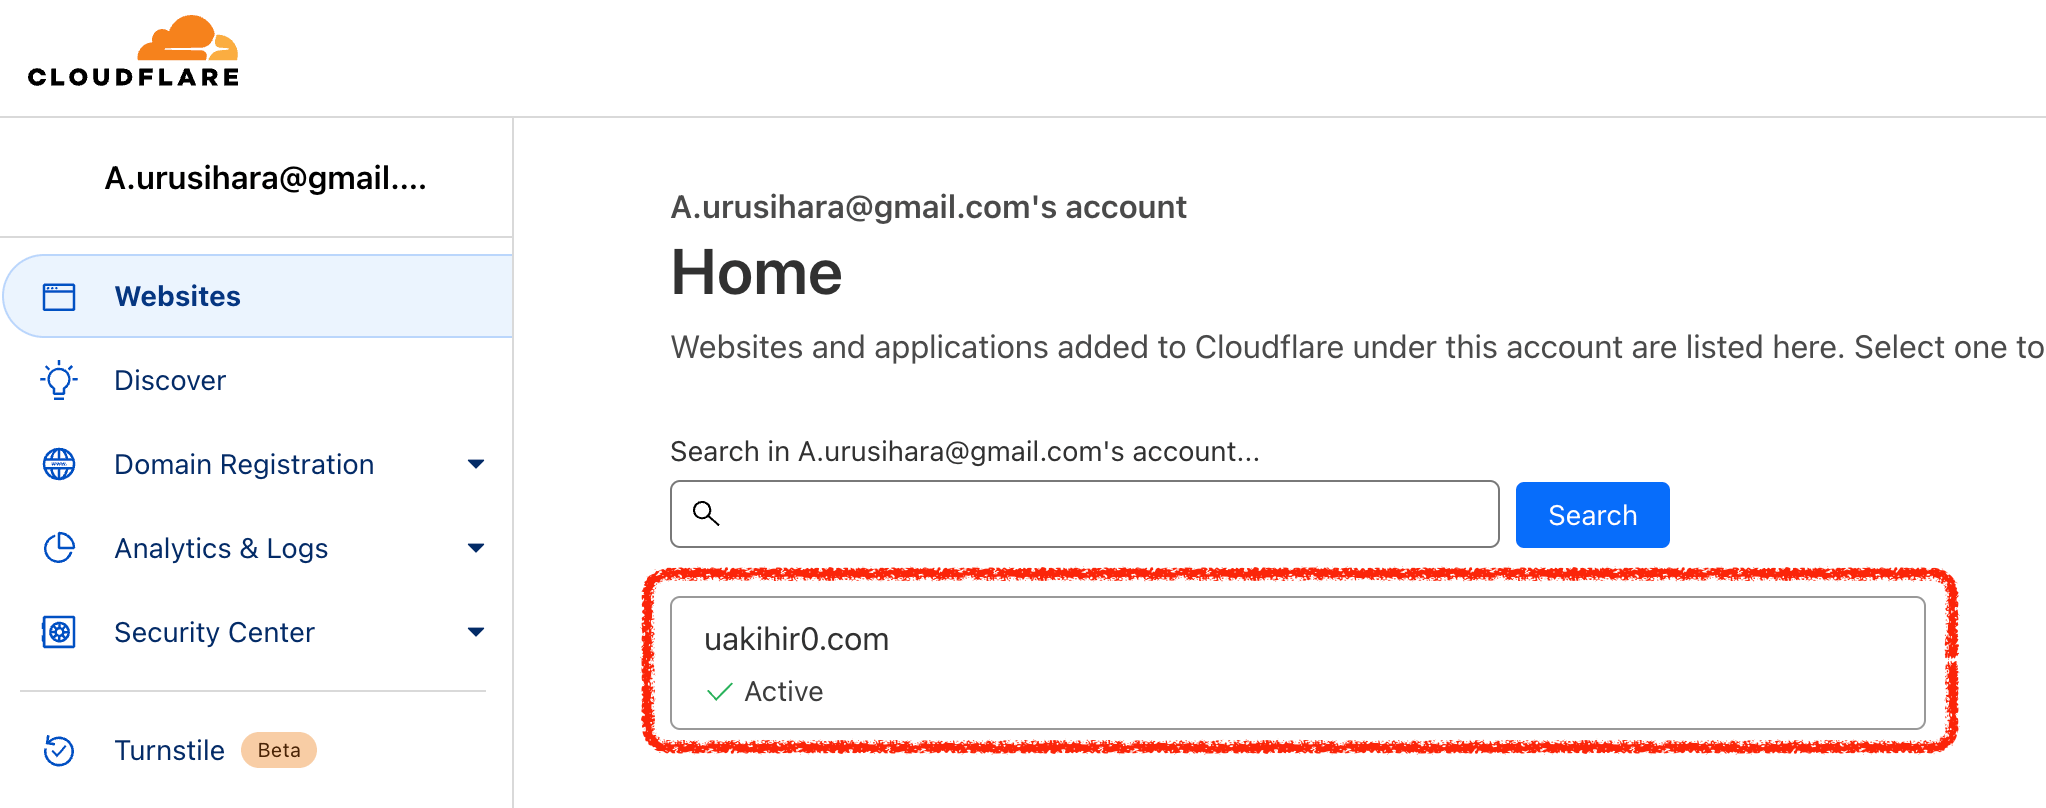 CLOUDFLARE
A.urusihara@gmail....
Websites
Discover
Domain Registration
Analytics & Logs
Security Center
Turnstile Beta
A.urusihara@gmail.com's account
Home
Websites and applications added to Cloudflare under this account are listed here. Select one to
Search in A.urusihara@gmail.com's account...
Search
uakihir0.com
Active